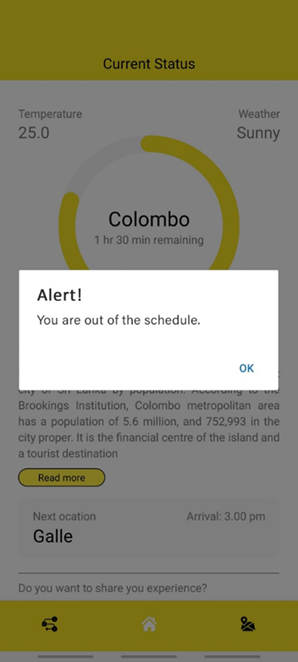 Current Status
Temperature
Weather
25.0
Sunny
Colombo
1 hr 30 min remaining
Alert!
You are out of the schedule.
OK
city of Sri Lanka by population. According to the
Brookings Institution, Colombo metropolitan area
has a population of 5.6 million, and 752,993 in the
city proper. It is the financial centre of the island and
a tourist destination
Read more
Next ocation
Arrival: 3.00 pm
Galle
Do you want to share you experience?